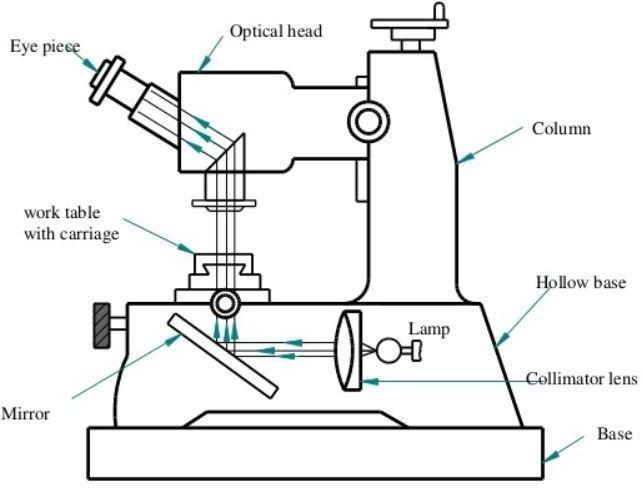 Optical head
Eye piece
Column
work table
with carriage
Hollow base
Lamp
Collimator lens
Mirror
Base